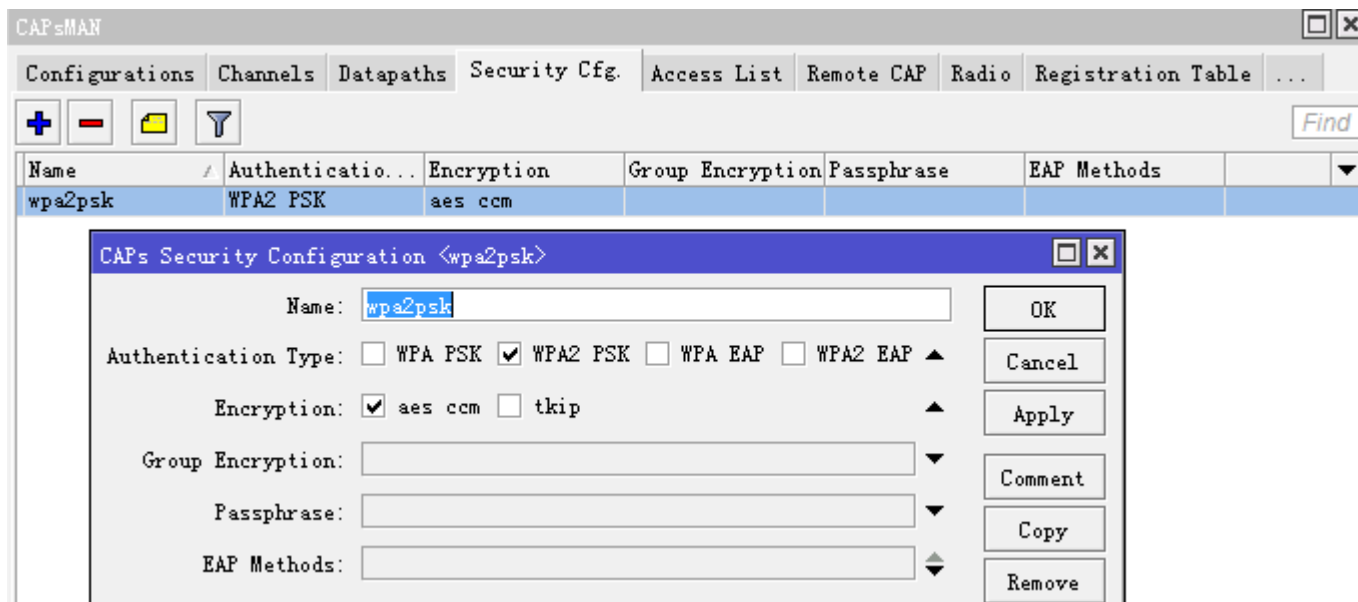 CAPsMAN
Configurations Channels Datapaths Security Cfg. Access List Remote CAP Radio Registration Table ...
Find
Name Authenticatio... Encryption Group Encryption Passphrase EAP Methods
wpa2psk WPA2 PSK aes ccm
CAPs Security Configuration <wpa2psk>
Name: wpa2psk OK
Authentication Type: WPA PSK WPA2 PSK WPA EAP WPA2 EAP Cancel
Encryption: aes ccm tkip Apply
Group Encryption: Comment
Passphrase: Copy
EAP Methods: Remove